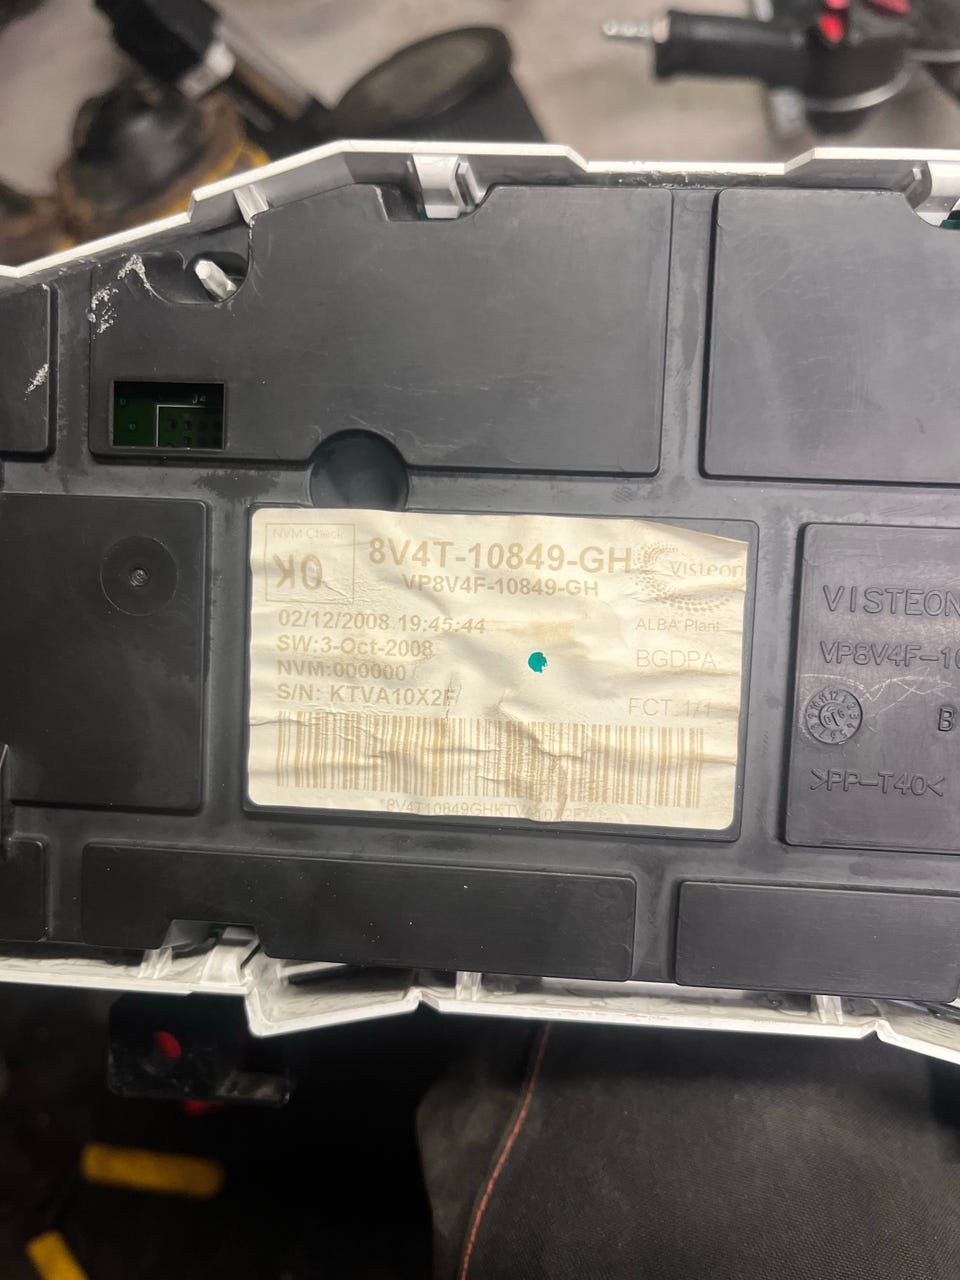 J4
NVM Check
OK
8V4T-10849-GH
VP8V4F-10849-GH
Visteon
02/12/2008 19:45:44
ALBA Plant
SW:3-Oct-2008
BGDPA
NVM:000000
S/N: KTVA10X2F
FCT:1/1
VISTEON
VP8V4F-10
B
>PP-T40<